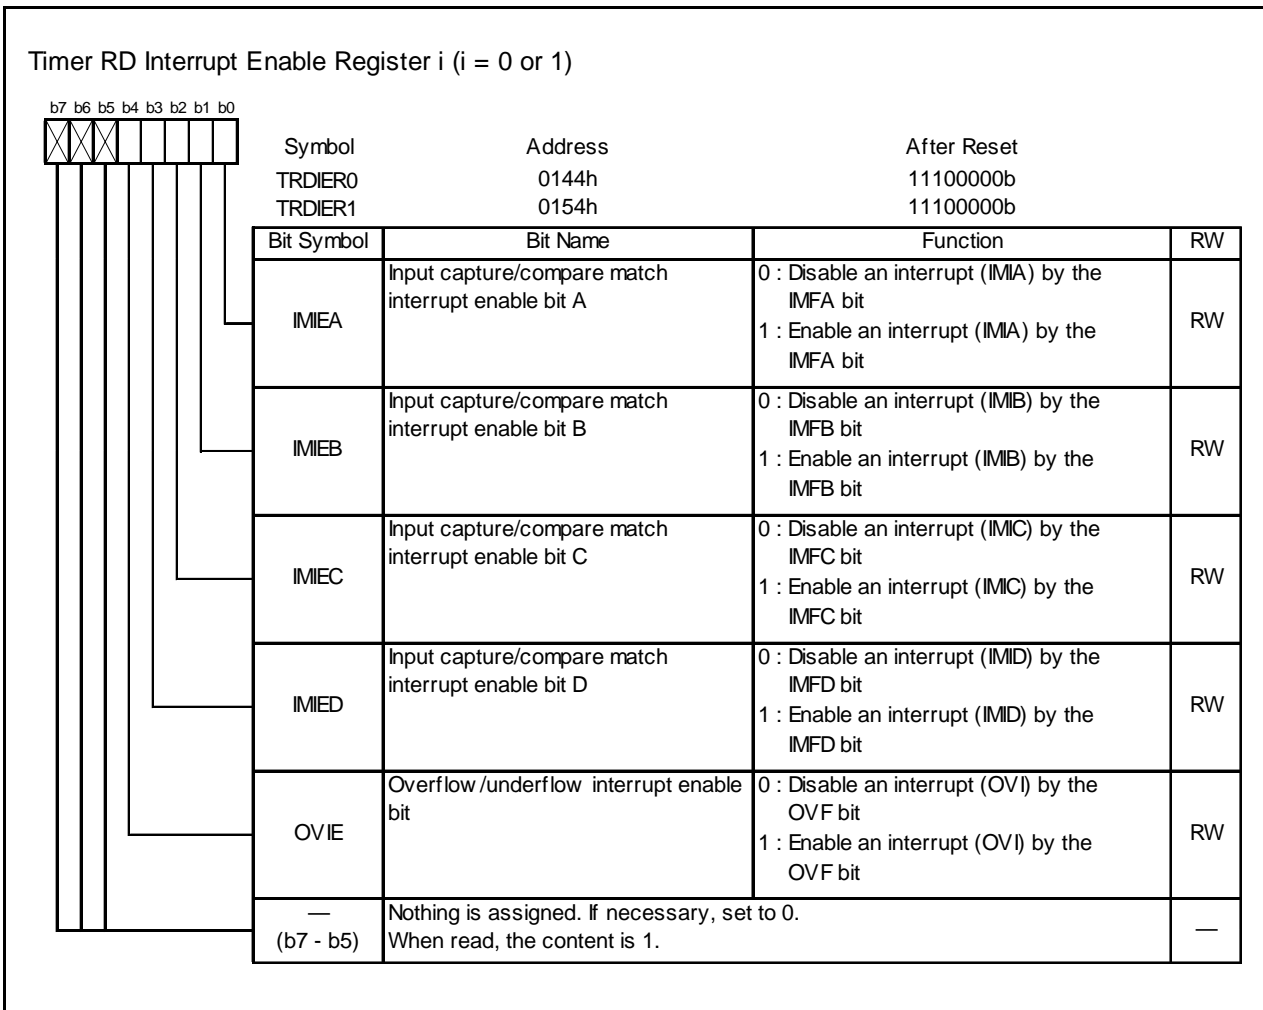 Timer RD Interrupt Enable Register i (i = 0 or 1)
b7 b6 b5 b4 b3 b2 b1 b0
Symbol Address After Reset
TRDIER0 0144h 11100000b
TRDIER1 0154h 11100000b
Bit Symbol Bit Name Function RW
IMIEA
Input capture/compare match
interrupt enable bit A
0 : Disable an interrupt (IMIA) by the
IMFA bit
1 : Enable an interrupt (IMIA) by the
IMFA bit
RW
IMIEB
Input capture/compare match
interrupt enable bit B
0 : Disable an interrupt (IMIB) by the
IMFB bit
1 : Enable an interrupt (IMIB) by the
IMFB bit
RW
IMIEC
Input capture/compare match
interrupt enable bit C
0 : Disable an interrupt (IMIC) by the
IMFC bit
1 : Enable an interrupt (IMIC) by the
IMFC bit
RW
IMIED
Input capture/compare match
interrupt enable bit D
0 : Disable an interrupt (IMID) by the
IMFD bit
1 : Enable an interrupt (IMID) by the
IMFD bit
RW
OVIE
Overflow/underflow interrupt enable
bit
0 : Disable an interrupt (OVI) by the
OVF bit
1 : Enable an interrupt (OVI) by the
OVF bit
RW
—
(b7 - b5)
Nothing is assigned. If necessary, set to 0.
When read, the content is 1.
—